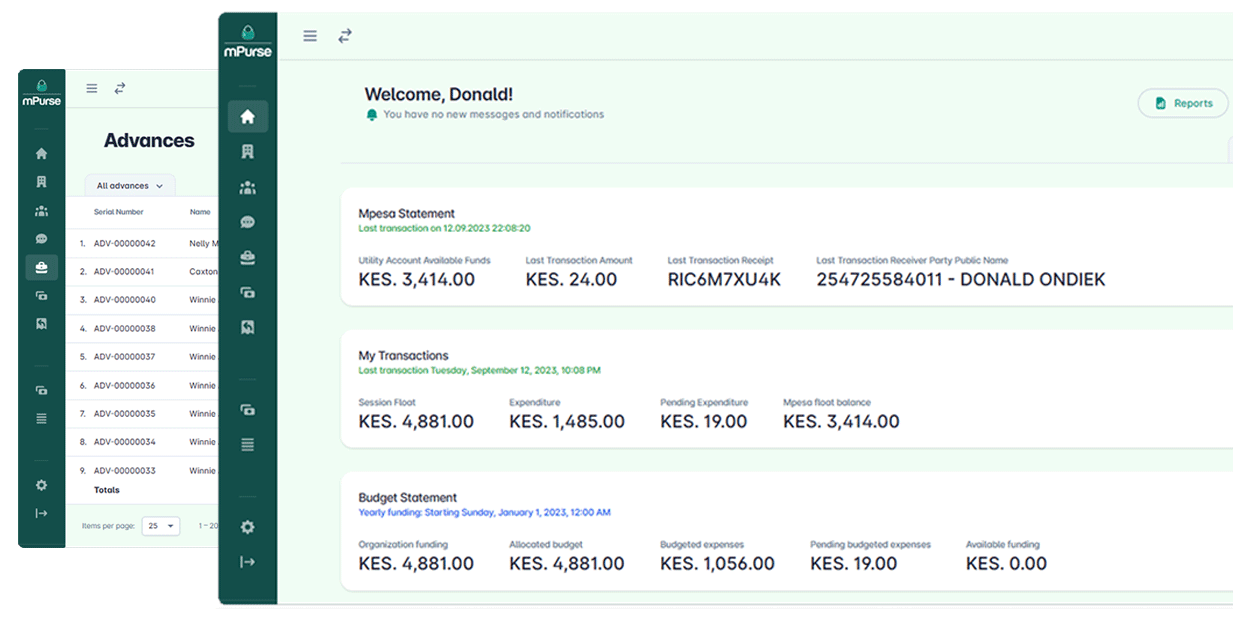 mPurse
Advances
All advances
Serial Number Name
1. ADV-00000042 Nelly M
2. ADV-00000041 Caxton
3. ADV-00000040 Winnie
4. ADV-00000038 Winnie
5. ADV-00000037 Winnie
6. ADV-00000036 Winnie
7. ADV-00000035 Winnie
8. ADV-00000034 Winnie
9. ADV-00000033 Winnie
Totals
Items per page: 25 1 – 20
mPurse
Welcome, Donald!
You have no new messages and notifications
Reports
Mpesa Statement
Last transaction on 12.09.2023 22:08:20
Utility Account Available Funds Last Transaction Amount Last Transaction Receipt Last Transaction Receiver Party Public Name
KES. 3,414.00 KES. 24.00 RIC6M7XU4K 254725584011 - DONALD ONDIEK
My Transactions
Last transaction Tuesday, September 12, 2023, 10:08 PM
Session Float Expenditure Pending Expenditure Mpesa float balance
KES. 4,881.00 KES. 1,485.00 KES. 19.00 KES. 3,414.00
Budget Statement
Yearly funding: Starting Sunday, January 1, 2023, 12:00 AM
Organization funding Allocated budget Budgeted expenses Pending budgeted expenses Available funding
KES. 4,881.00 KES. 4,881.00 KES. 1,056.00 KES. 19.00 KES. 0.00